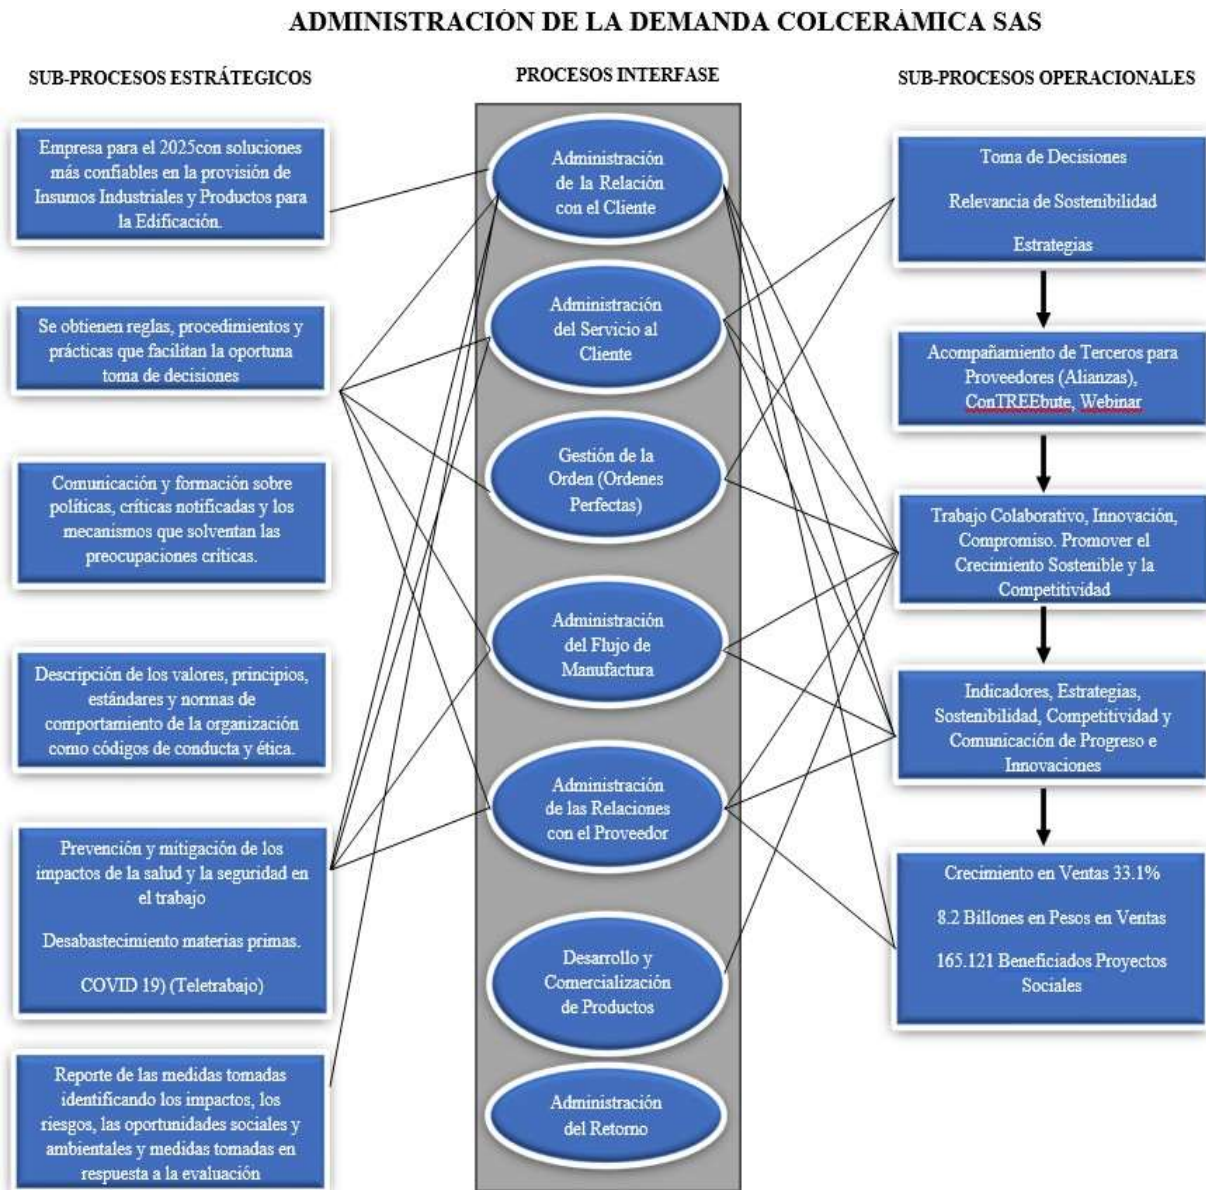 ADMINISTRACIÓN DE LA DEMANDA COLCERÁMICA SAS
SUB-PROCESOS ESTRÁTEGICOS
Empresa para el 2025con soluciones
más confiables en la provisión de
Insumos Industriales y Productos para
la Edificación.
Se obtienen reglas, procedimientos y
prácticas que facilitan la oportuna
toma de decisiones
Comunicación y formación sobre
políticas, críticas notificadas y los
mecanismos que solventan las
preocupaciones críticas.
Descripción de los valores, principios,
estándares y normas de
comportamiento de la organización
como códigos de conducta y ética.
Prevención y mitigación de los
impactos de la salud y la seguridad en
el trabajo
Desabastecimiento materias primas.
COVID 19) (Teletrabajo)
Reporte de las medidas tomadas
identificando los impactos, los
riesgos, las oportunidades sociales y
ambientales y medidas tomadas en
respuesta a la evaluación
PROCESOS INTERFASE
Administración
de la Relación
con el Cliente
Administración
del Servicio al
Cliente
Gestión de la
Orden (Ordenes
Perfectas)
Administración
del Flujo de
Manufactura
Administración
de las Relaciones
con el Proveedor
Desarrollo y
Comercialización
de Productos
Administración
del Retorno
SUB-PROCESOS OPERACIONALES
Toma de Decisiones
Relevancia de Sostenibilidad
Estrategias
Acompañamiento de Terceros para
Proveedores (Alianzas),
ConTREEbute, Webinar
Trabajo Colaborativo, Innovación,
Compromiso. Promover el
Crecimiento Sostenible y la
Competitividad
Indicadores, Estrategias,
Sostenibilidad, Competitividad y
Comunicación de Progreso e
Innovaciones
Crecimiento en Ventas 33.1%
8.2 Billones en Pesos en Ventas
165.121 Beneficiados Proyectos
Sociales